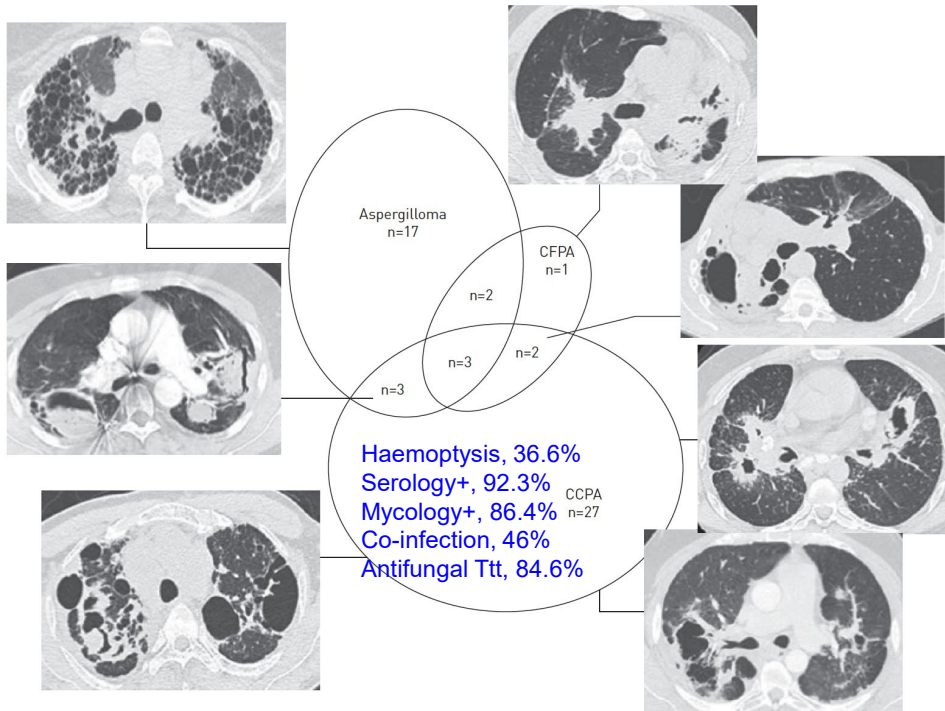 Aspergilloma
n=17
CFPA
n=1
n=2
n=2
n=3
n=3
Haemoptysis, 36.6%
Serology+, 92.3%
Mycology+, 86.4%
Co-infection, 46%
Antifungal Ttt, 84.6%
CCPA
n=27